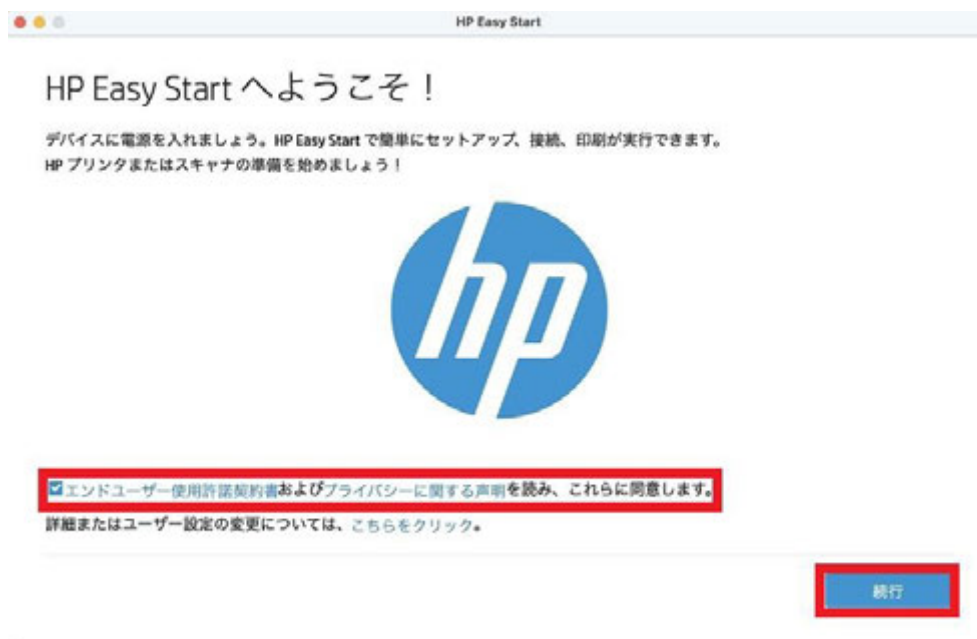 HP Easy Start
HP Easy Start へようこそ！
デバイスに電源を入れましょう。HP Easy Start で簡単にセットアップ、接続、印刷が実行できます。
HP プリンタまたはスキャナの準備を始めましょう！
hp
エンドユーザー使用許諾契約書およびプライバシーに関する声明を読み、これらに同意します。
詳細またはユーザー設定の変更については、こちらをクリック。
続行